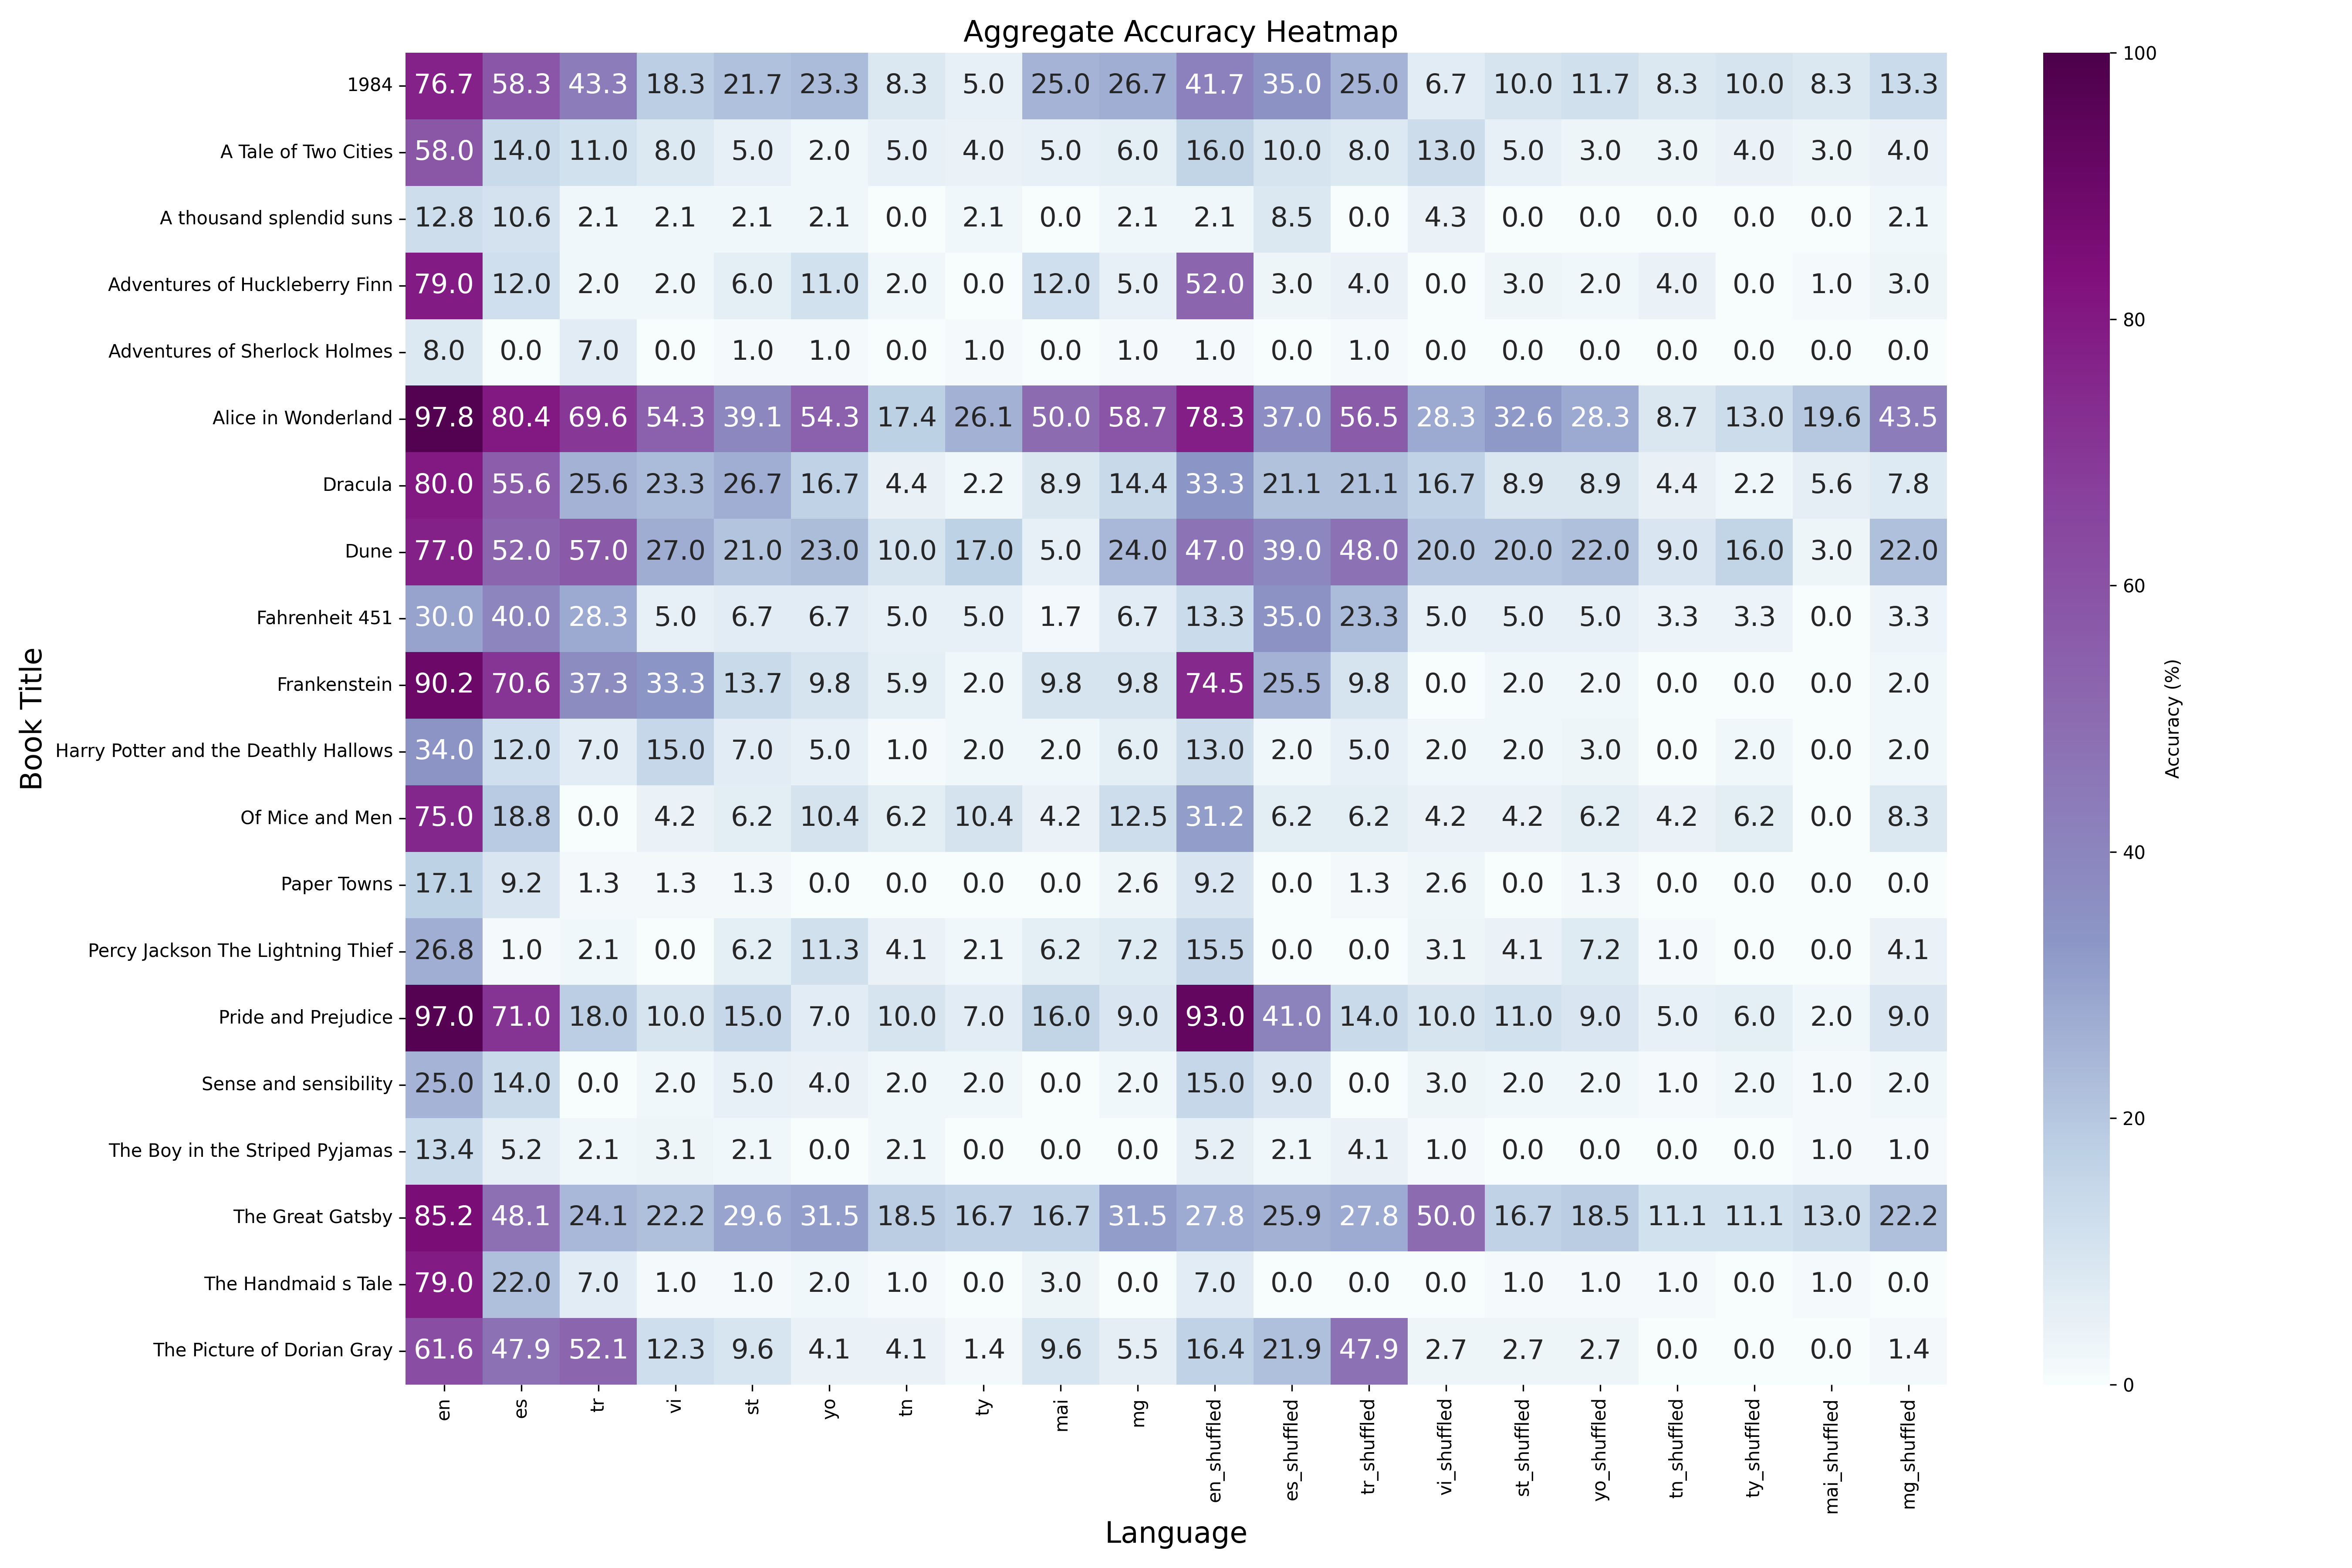 Aggregate Accuracy Heatmap
1984 76.7 58.3 43.3 18.3 21.7 23.3 8.3 5.0 25.0 26.7 41.7 35.0 25.0 6.7 10.0 11.7 8.3 10.0 8.3 13.3
A Tale of Two Cities 58.0 14.0 11.0 8.0 5.0 2.0 5.0 4.0 5.0 6.0 16.0 10.0 8.0 13.0 5.0 3.0 3.0 4.0 3.0 4.0
A thousand splendid suns 12.8 10.6 2.1 2.1 2.1 2.1 0.0 2.1 0.0 2.1 2.1 8.5 0.0 4.3 0.0 0.0 0.0 0.0 0.0 2.1
Adventures of Huckleberry Finn 79.0 12.0 2.0 2.0 6.0 11.0 2.0 0.0 12.0 5.0 52.0 3.0 4.0 0.0 3.0 2.0 4.0 0.0 1.0 3.0
Adventures of Sherlock Holmes 8.0 0.0 7.0 0.0 1.0 1.0 0.0 1.0 0.0 1.0 1.0 0.0 1.0 0.0 0.0 0.0 0.0 0.0 0.0 0.0
Alice in Wonderland 97.8 80.4 69.6 54.3 39.1 54.3 17.4 26.1 50.0 58.7 78.3 37.0 56.5 28.3 32.6 28.3 8.7 13.0 19.6 43.5
Dracula 80.0 55.6 25.6 23.3 26.7 16.7 4.4 2.2 8.9 14.4 33.3 21.1 21.1 16.7 8.9 8.9 4.4 2.2 5.6 7.8
Dune 77.0 52.0 57.0 27.0 21.0 23.0 10.0 17.0 5.0 24.0 47.0 39.0 48.0 20.0 20.0 22.0 9.0 16.0 3.0 22.0
Fahrenheit 451 30.0 40.0 28.3 5.0 6.7 6.7 5.0 5.0 1.7 6.7 13.3 35.0 23.3 5.0 5.0 5.0 3.3 3.3 0.0 3.3
Frankenstein 90.2 70.6 37.3 33.3 13.7 9.8 5.9 2.0 9.8 9.8 74.5 25.5 9.8 0.0 2.0 2.0 0.0 0.0 0.0 2.0
Harry Potter and the Deathly Hallows 34.0 12.0 7.0 15.0 7.0 5.0 1.0 2.0 2.0 6.0 13.0 2.0 5.0 2.0 2.0 3.0 0.0 2.0 0.0 2.0
Of Mice and Men 75.0 18.8 0.0 4.2 6.2 10.4 6.2 10.4 4.2 12.5 31.2 6.2 6.2 4.2 4.2 6.2 4.2 6.2 0.0 8.3
Paper Towns 17.1 9.2 1.3 1.3 1.3 0.0 0.0 0.0 0.0 2.6 9.2 0.0 1.3 2.6 0.0 1.3 0.0 0.0 0.0 0.0
Percy Jackson The Lightning Thief 26.8 1.0 2.1 0.0 6.2 11.3 4.1 2.1 6.2 7.2 15.5 0.0 0.0 3.1 4.1 7.2 1.0 0.0 0.0 4.1
Pride and Prejudice 97.0 71.0 18.0 10.0 15.0 7.0 10.0 7.0 16.0 9.0 93.0 41.0 14.0 10.0 11.0 9.0 5.0 6.0 2.0 9.0
Sense and sensibility 25.0 14.0 0.0 2.0 5.0 4.0 2.0 2.0 0.0 2.0 15.0 9.0 0.0 3.0 2.0 2.0 1.0 2.0 1.0 2.0
The Boy in the Striped Pyjamas 13.4 5.2 2.1 3.1 2.1 0.0 2.1 0.0 0.0 0.0 5.2 2.1 4.1 1.0 0.0 0.0 0.0 0.0 1.0 1.0
The Great Gatsby 85.2 48.1 24.1 22.2 29.6 31.5 18.5 16.7 16.7 31.5 27.8 25.9 27.8 50.0 16.7 18.5 11.1 11.1 13.0 22.2
The Handmaid s Tale 79.0 22.0 7.0 1.0 1.0 2.0 1.0 3.0 0.0 7.0 0.0 0.0 0.0 1.0 1.0 1.0 0.0 1.0 0.0
The Picture of Dorian Gray 61.6 47.9 52.1 12.3 9.6 4.1 4.1 1.4 9.6 5.5 16.4 21.9 47.9 2.7 2.7 2.7 0.0 0.0 0.0 1.4
en es tr vi st yo tn ty mai mg en_shuffled es_shuffled tr_shuffled vi_shuffled st_shuffled yo_shuffled tn_shuffled ty_shuffled mai_shuffled mg_shuffled
Language
Book Title
100
80
60
40
20
0
Accuracy (%)